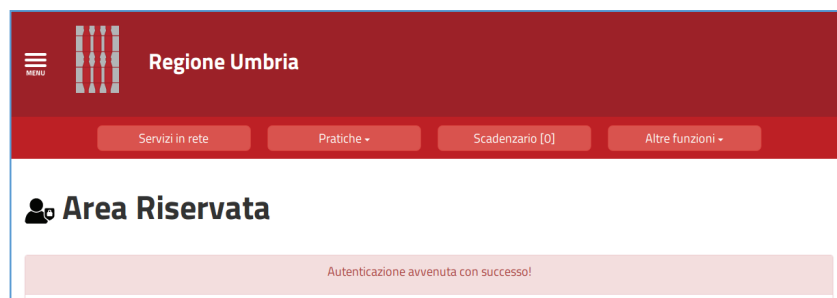 MENU
Regione Umbria
Servizi in rete Pratiche Scadenzario [0] Altre funzioni
Area Riservata
Autenticazione avvenuta con successo!